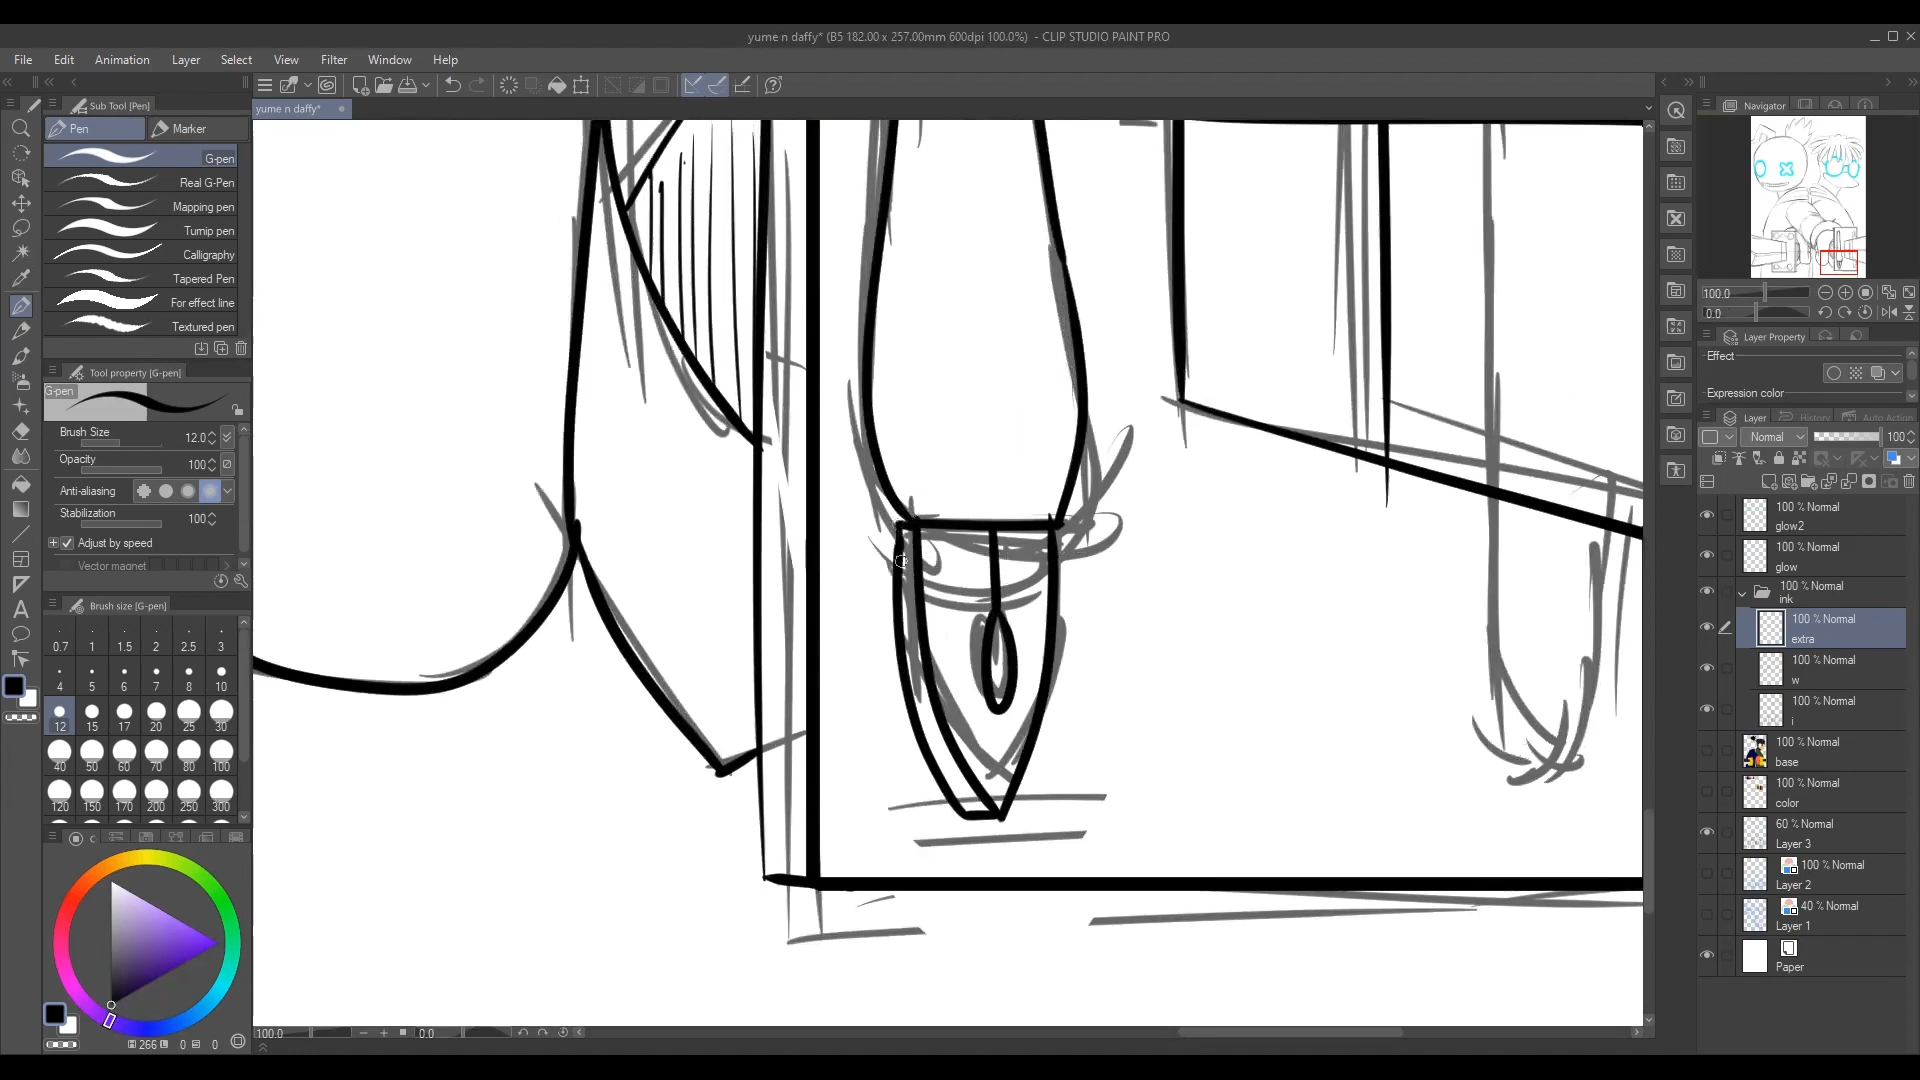 yume n daffy* (B5 182.00 x 257.00mm 600dpi 100.0%)  - CLIP STUDIO PAINT PRO
File Edit Animation Layer Select View Filter Window Help
Sub Tool [Pen]
yume n daffy*
Pen Marker
G-pen
Real G-Pen
Mapping pen
Turnip pen
Calligraphy
Tapered Pen
For effect line
Textured pen
Tool property [G-pen]
G-pen
Brush Size 12.0
Opacity 100
Anti-aliasing
Stabilization 100
Adjust by speed
Vector magnet
Brush size [G-pen]
0.7 1 1.5 2 2.5 3
4 5 6 7 8 10
12 15 17 20 25 30
40 50 60 70 80 100
120 150 170 200 250 300
266 0 0
100.0 0.0
Navigator
100.0
0.0
Layer Property
Effect
Expression color
Layer History Auto Action
Normal 100
100 % Normal
glow2
100 % Normal
glow
100 % Normal
ink
100 % Normal
extra
100 % Normal
w
100 % Normal
i
100 % Normal
base
100 % Normal
color
60 % Normal
Layer 3
100 % Normal
Layer 2
40 % Normal
Layer 1
Paper